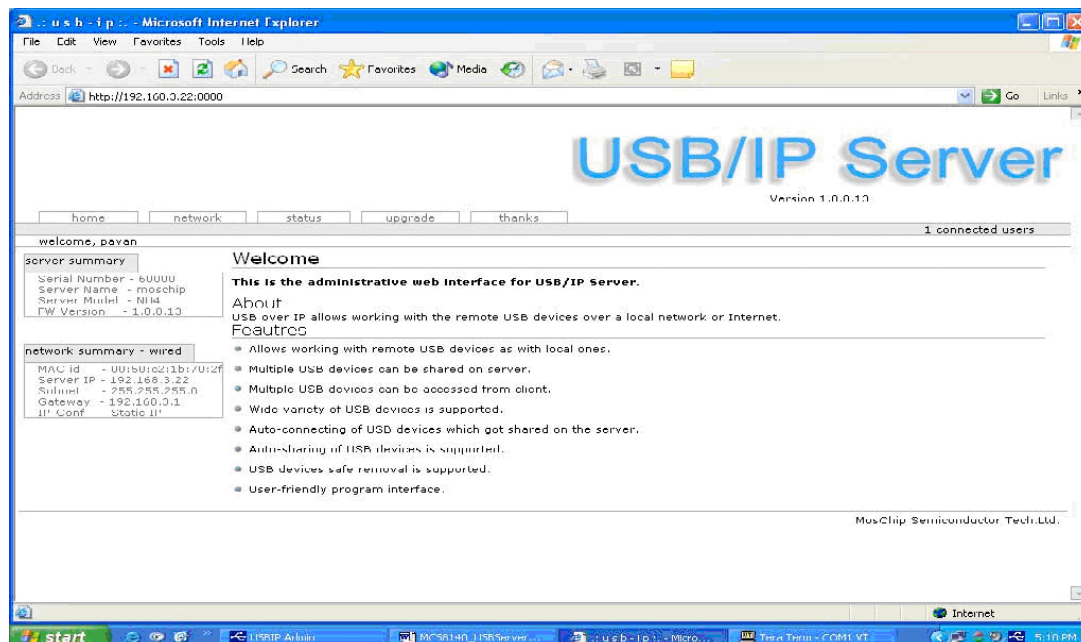 .: u s b - i p :. - Microsoft Internet Explorer
File Edit View Favorites Tools Help
Back Search Favorites Media
Address http://192.160.3.22:0000 Go Links
USB/IP Server
Version 1.0.0.13
home network status upgrade thanks
1 connected users
welcome, pavan
server summary
Serial Number - 60000
Server Name - moschip
Server Model -
FW Version - 1.0.0.13
network summary - wired
MAC id -
Server IP - 192.168.3.22
Subnet - 255.255.255.0
Gateway - 192.160.3.1
IP Conf Static IP
Welcome
This is the administrative web interface for USB/IP Server.
About
USB over IP allows working with the remote USB devices over a local network or Internet.
Feautres
Allows working with remote USB devices as with local ones.
Multiple USB devices can be shared on server.
Multiple USB devices can be accessed from client.
Wide variety of USB devices is supported.
Auto-connecting of USB devices which got shared on the server.
Auto-sharing of USB devices is supported.
USB devices safe removal is supported.
User-friendly program interface.
MosChip Semiconductor Tech.Ltd.
Internet
start USBIP Admin MCS8140_USBServer... .: u s b - i p :. - Micro... Tera Term - COM1 VT 5:10 PM